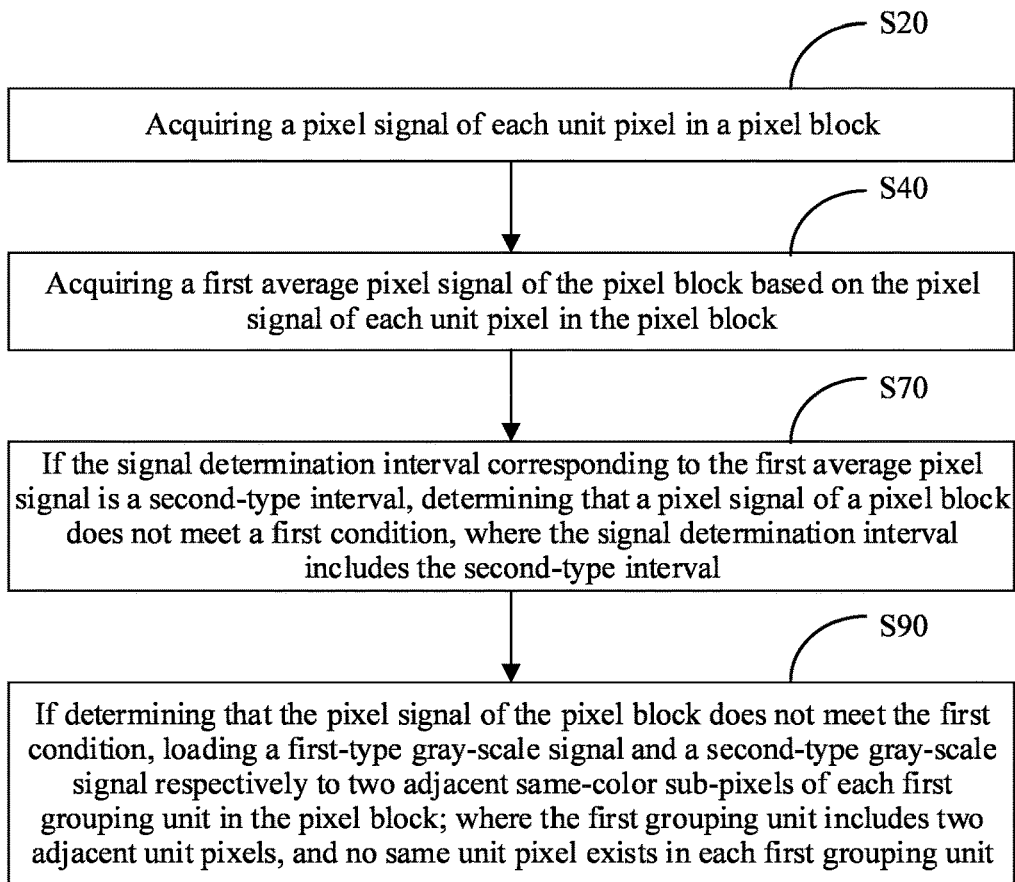 S20
Acquiring a pixel signal of each unit pixel in a pixel block
S40
Acquiring a first average pixel signal of the pixel block based on the pixel
signal of each unit pixel in the pixel block
S70
If the signal determination interval corresponding to the first average pixel
signal is a second-type interval, determining that a pixel signal of a pixel block
does not meet a first condition, where the signal determination interval
includes the second-type interval
S90
If determining that the pixel signal of the pixel block does not meet the first
condition, loading a first-type gray-scale signal and a second-type gray-scale
signal respectively to two adjacent same-color sub-pixels of each first
grouping unit in the pixel block; where the first grouping unit includes two
adjacent unit pixels, and no same unit pixel exists in each first grouping unit